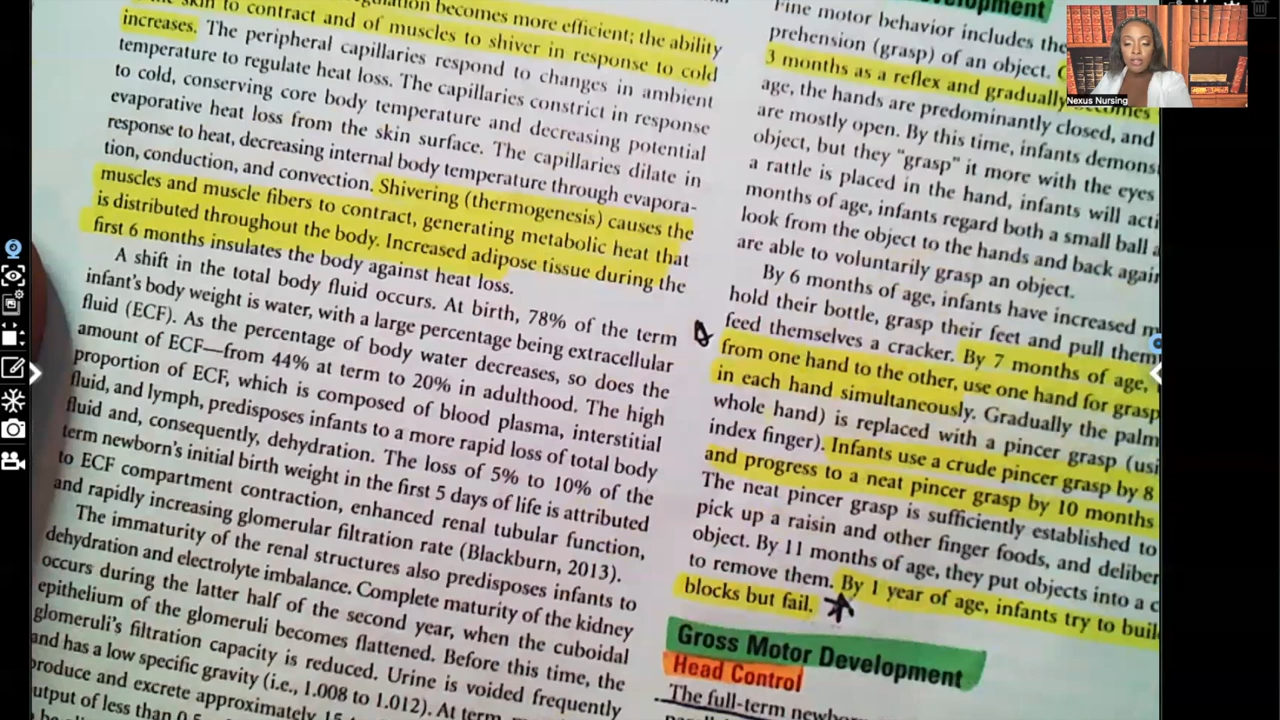 gulation becomes more efficient; the ability
skin to contract and of muscles to shiver in response to cold
increases. The peripheral capillaries respond to changes in ambient
temperature to regulate heat loss. The capillaries constrict in response
to cold, conserving core body temperature and decreasing potential
evaporative heat loss from the skin surface. The capillaries dilate in
response to heat, decreasing internal body temperature through evapora-
tion, conduction, and convection. Shivering (thermogenesis) causes the
muscles and muscle fibers to contract, generating metabolic heat that
is distributed throughout the body. Increased adipose tissue during the
first 6 months insulates the body against heat loss.
A shift in the total body fluid occurs. At birth, 78% of the term
infant's body weight is water, with a large percentage being extracellular
fluid (ECF). As the percentage of body water decreases, so does the
amount of ECF—from 44% at term to 20% in adulthood. The high
proportion of ECF, which is composed of blood plasma, interstitial
fluid, and lymph, predisposes infants to a more rapid loss of total body
fluid and, consequently, dehydration. The loss of 5% to 10% of the
term newborn's initial birth weight in the first 5 days of life is attributed
to ECF compartment contraction, enhanced renal tubular function,
and rapidly increasing glomerular filtration rate (Blackburn, 2013).
The immaturity of the renal structures also predisposes infants to
dehydration and electrolyte imbalance. Complete maturity of the kidney
occurs during the latter half of the second year, when the cuboidal
epithelium of the glomeruli becomes flattened. Before this time, the
glomeruli's filtration capacity is reduced. Urine is voided frequently
and has a low specific gravity (i.e., 1.008 to 1.012). At term
produce and excrete approximately
utput of less than 0.5
Fine motor behavior includes the
prehension (grasp) of an object.
3 months as a reflex and gradually becomes
age, the hands are predominantly closed, and
are mostly open. By this time, infants demons
object, but they "grasp" it more with the eyes
a rattle is placed in the hand, infants will acti
months of age, infants regard both a small ball a
look from the object to the hands and back again
are able to voluntarily grasp an object.
By 6 months of age, infants have increased m
hold their bottle, grasp their feet and pull them
feed themselves a cracker. By 7 months of age,
from one hand to the other, use one hand for grasp
in each hand simultaneously. Gradually the palm
whole hand) is replaced with a pincer grasp (usi
index finger). Infants use a crude pincer grasp by 8
and progress to a neat pincer grasp by 10 months
The neat pincer grasp is sufficiently established to
pick up a raisin and other finger foods, and deliber
object. By 11 months of age, they put objects into a c
to remove them. By 1 year of age, infants try to buil
blocks but fail.
Gross Motor Development
Head Control
The full-term newbor
Nexus Nursing